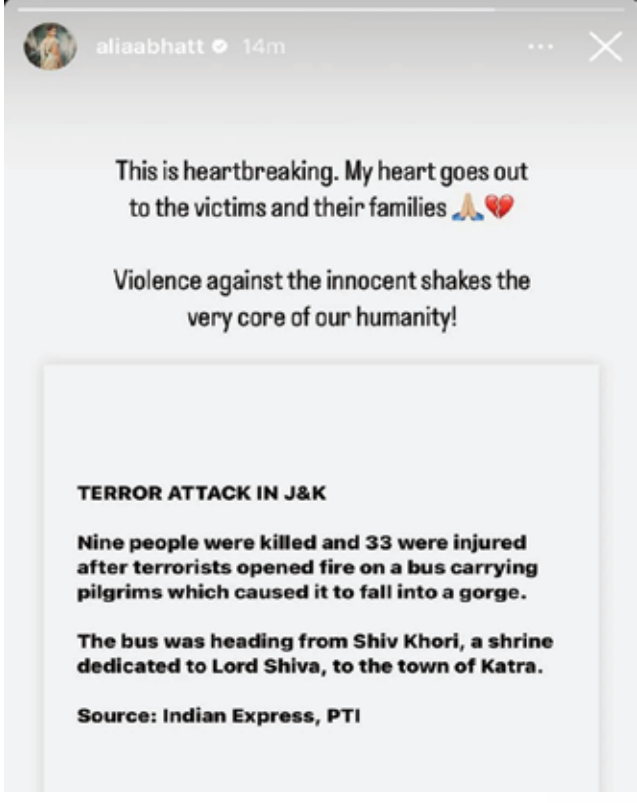 aliaabhatt 14m
This is heartbreaking. My heart goes out
to the victims and their families 🙏🏼💔
Violence against the innocent shakes the
very core of our humanity!
TERROR ATTACK IN J&K
Nine people were killed and 33 were injured
after terrorists opened fire on a bus carrying
pilgrims which caused it to fall into a gorge.
The bus was heading from Shiv Khori, a shrine
dedicated to Lord Shiva, to the town of Katra.
Source: Indian Express, PTI